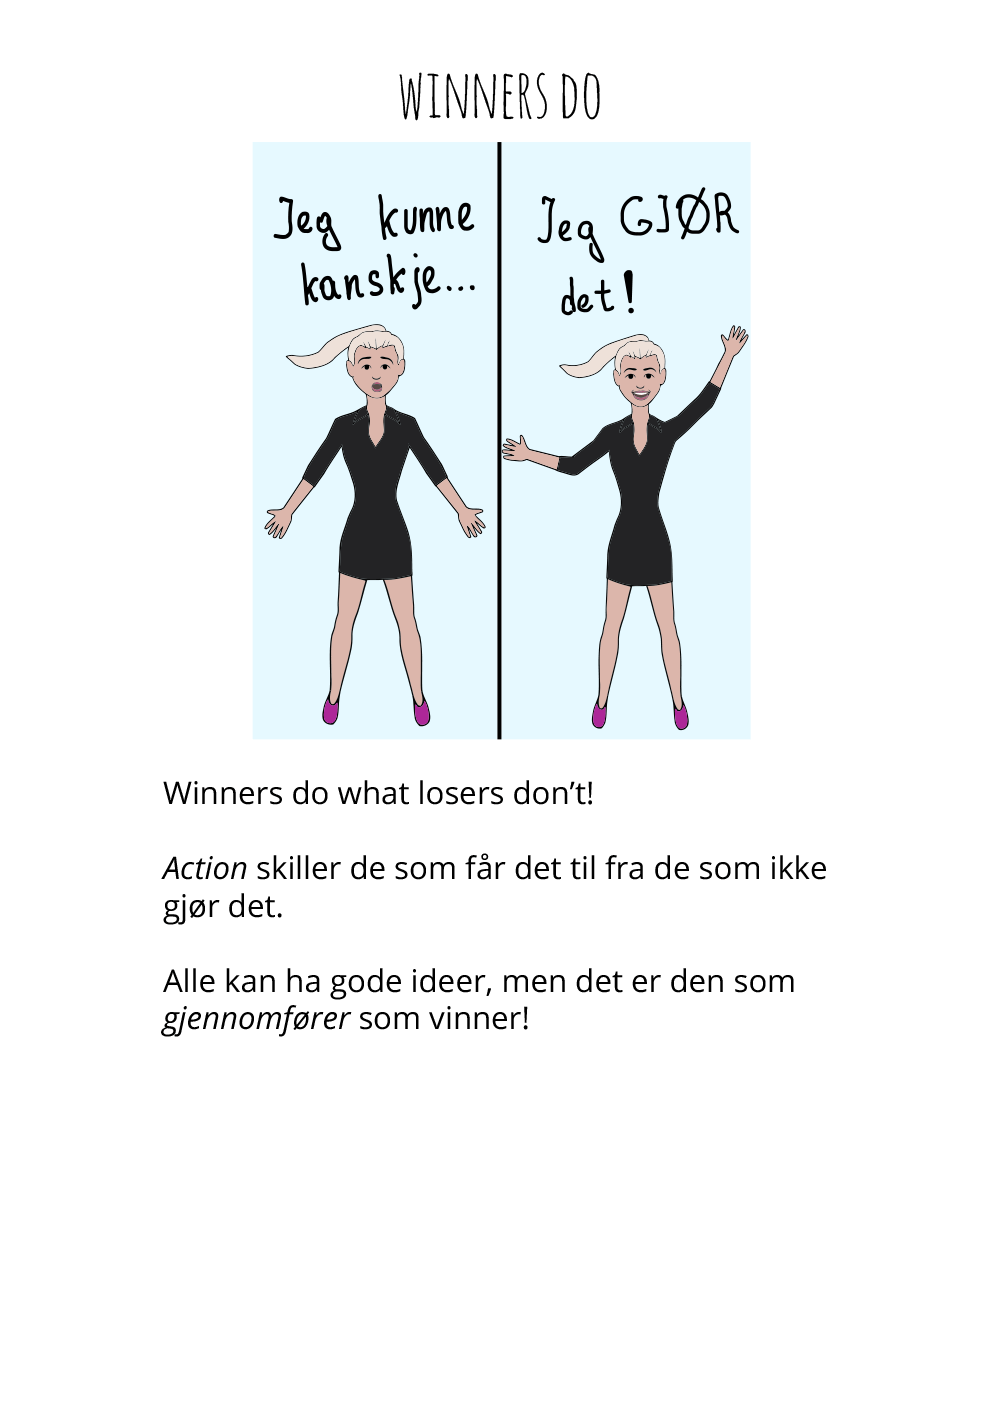 WINNERS DO
Jeg kunne
kanskje...
Jeg GJØR
det!
Winners do what losers don’t!
Action skiller de som får det til fra de som ikke
gjør det.
Alle kan ha gode ideer, men det er den som
gjennomfører som vinner!